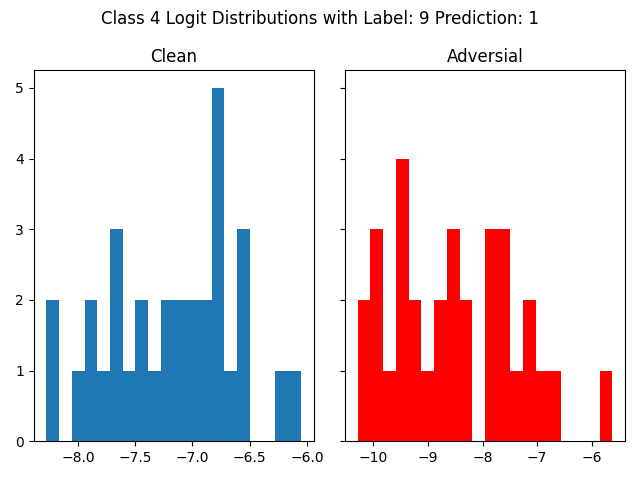 Class 4 Logit Distributions with Label: 9 Prediction: 1
Clean
Adversial
5
4
3
2
1
0
−8.0 −7.5 −7.0 −6.5 −6.0
−10 −9 −8 −7 −6